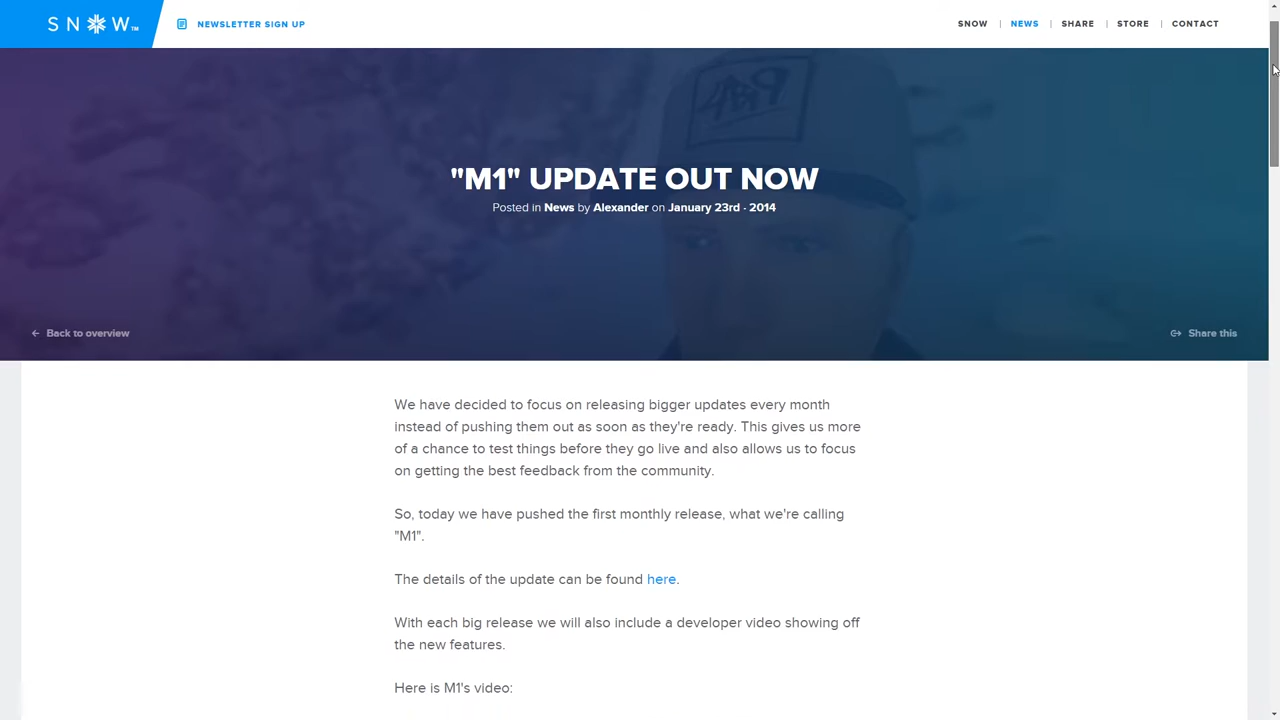 SNOW™
NEWSLETTER SIGN UP
SNOW
NEWS
SHARE
STORE
CONTACT
"M1" UPDATE OUT NOW
Posted in News by Alexander on January 23rd - 2014
Back to overview
Share this
We have decided to focus on releasing bigger updates every month
instead of pushing them out as soon as they're ready. This gives us more
of a chance to test things before they go live and also allows us to focus
on getting the best feedback from the community.
So, today we have pushed the first monthly release, what we're calling
"M1".
The details of the update can be found here.
With each big release we will also include a developer video showing off
the new features.
Here is M1's video: